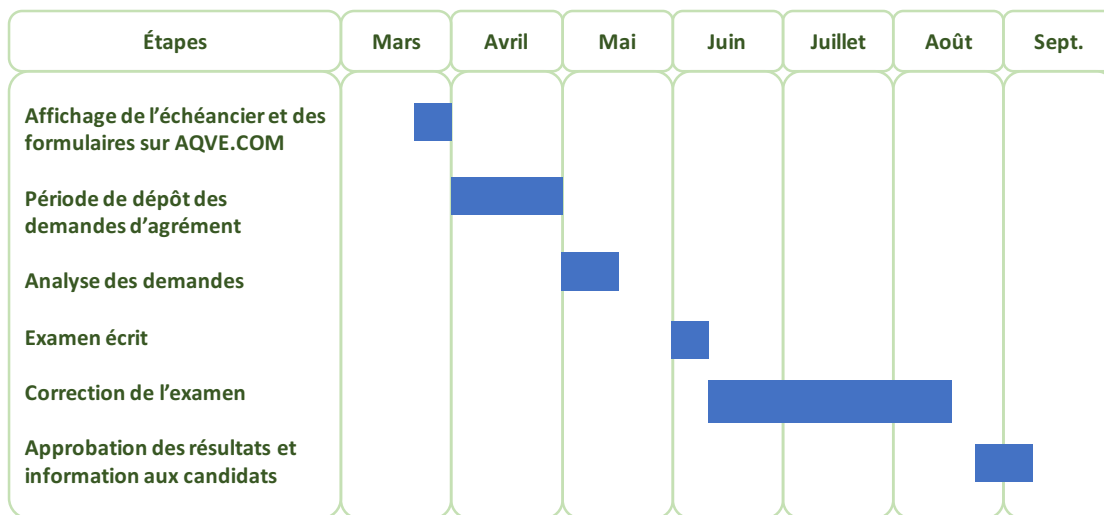 Étapes
Mars
Avril
Mai
Juin
Juillet
Août
Sept.
Affichage de l’échéancier et des
formulaires sur AQVE.COM
Période de dépôt des
demandes d’agrément
Analyse des demandes
Examen écrit
Correction de l’examen
Approbation des résultats et
information aux candidats